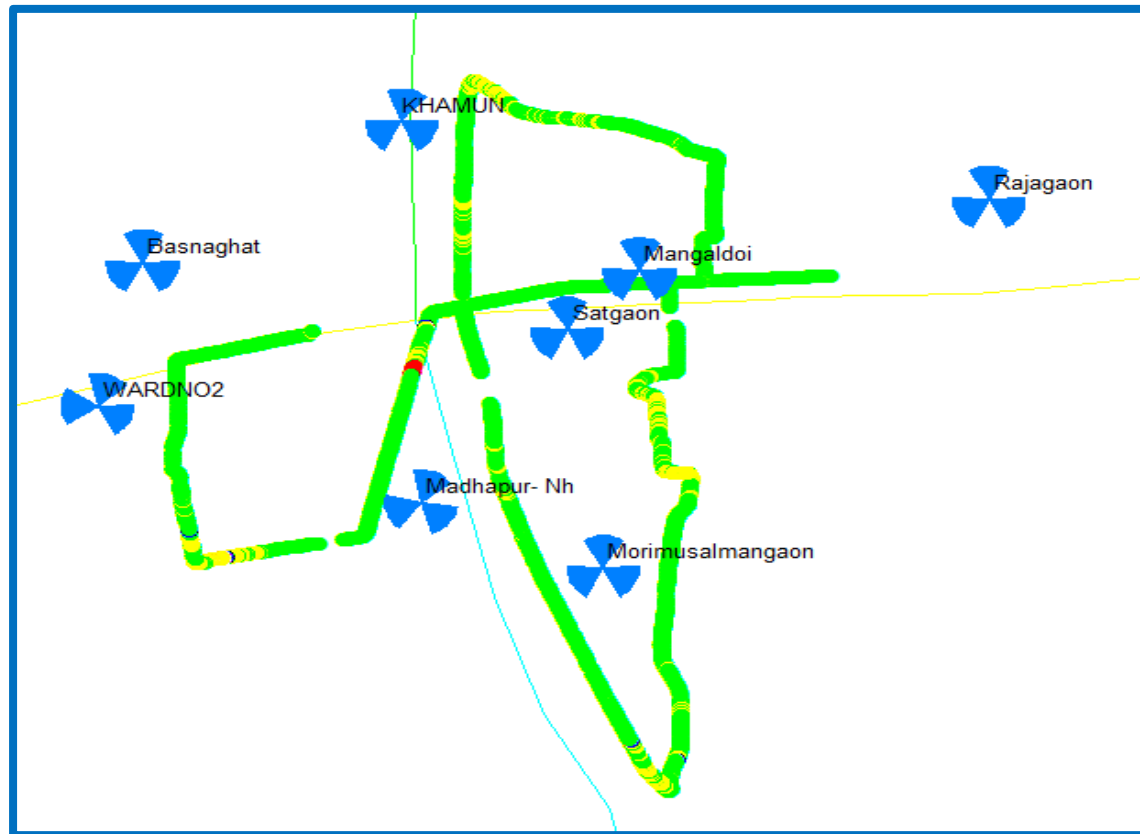 KHAMUN
Rajagaon
Basnaghat
Mangaldoi
Satgaon
WARDNO2
Madhapur- Nh
Morimusalmangaon